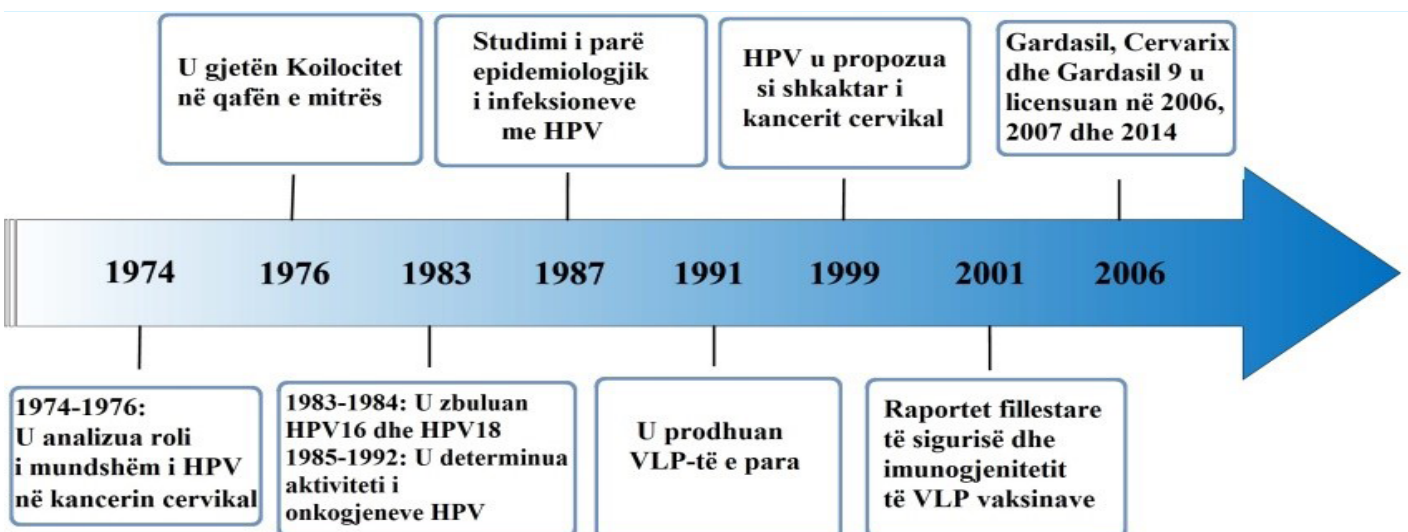 U gjetën Koilocitet
në qafën e mitrës
Studimi i parë
epidemiologjik
i infeksioneve
me HPV
HPV u propozua
si shkaktar i
kancerit cervikal
Gardasil, Cervarix
dhe Gardasil 9 u
licensuan në 2006,
2007 dhe 2014
1974 1976 1983 1987 1991 1999 2001 2006
1974-1976:
U analizua roli
i mundshëm i HPV
në kancerin cervikal
1983-1984: U zbuluan
HPV16 dhe HPV18
1985-1992: U determinua
aktiviteti i
onkogjeneve HPV
U prodhuan
VLP-të e para
Raportet fillestare
të sigurisë dhe
imunogjenitetit
të VLP vaksinave